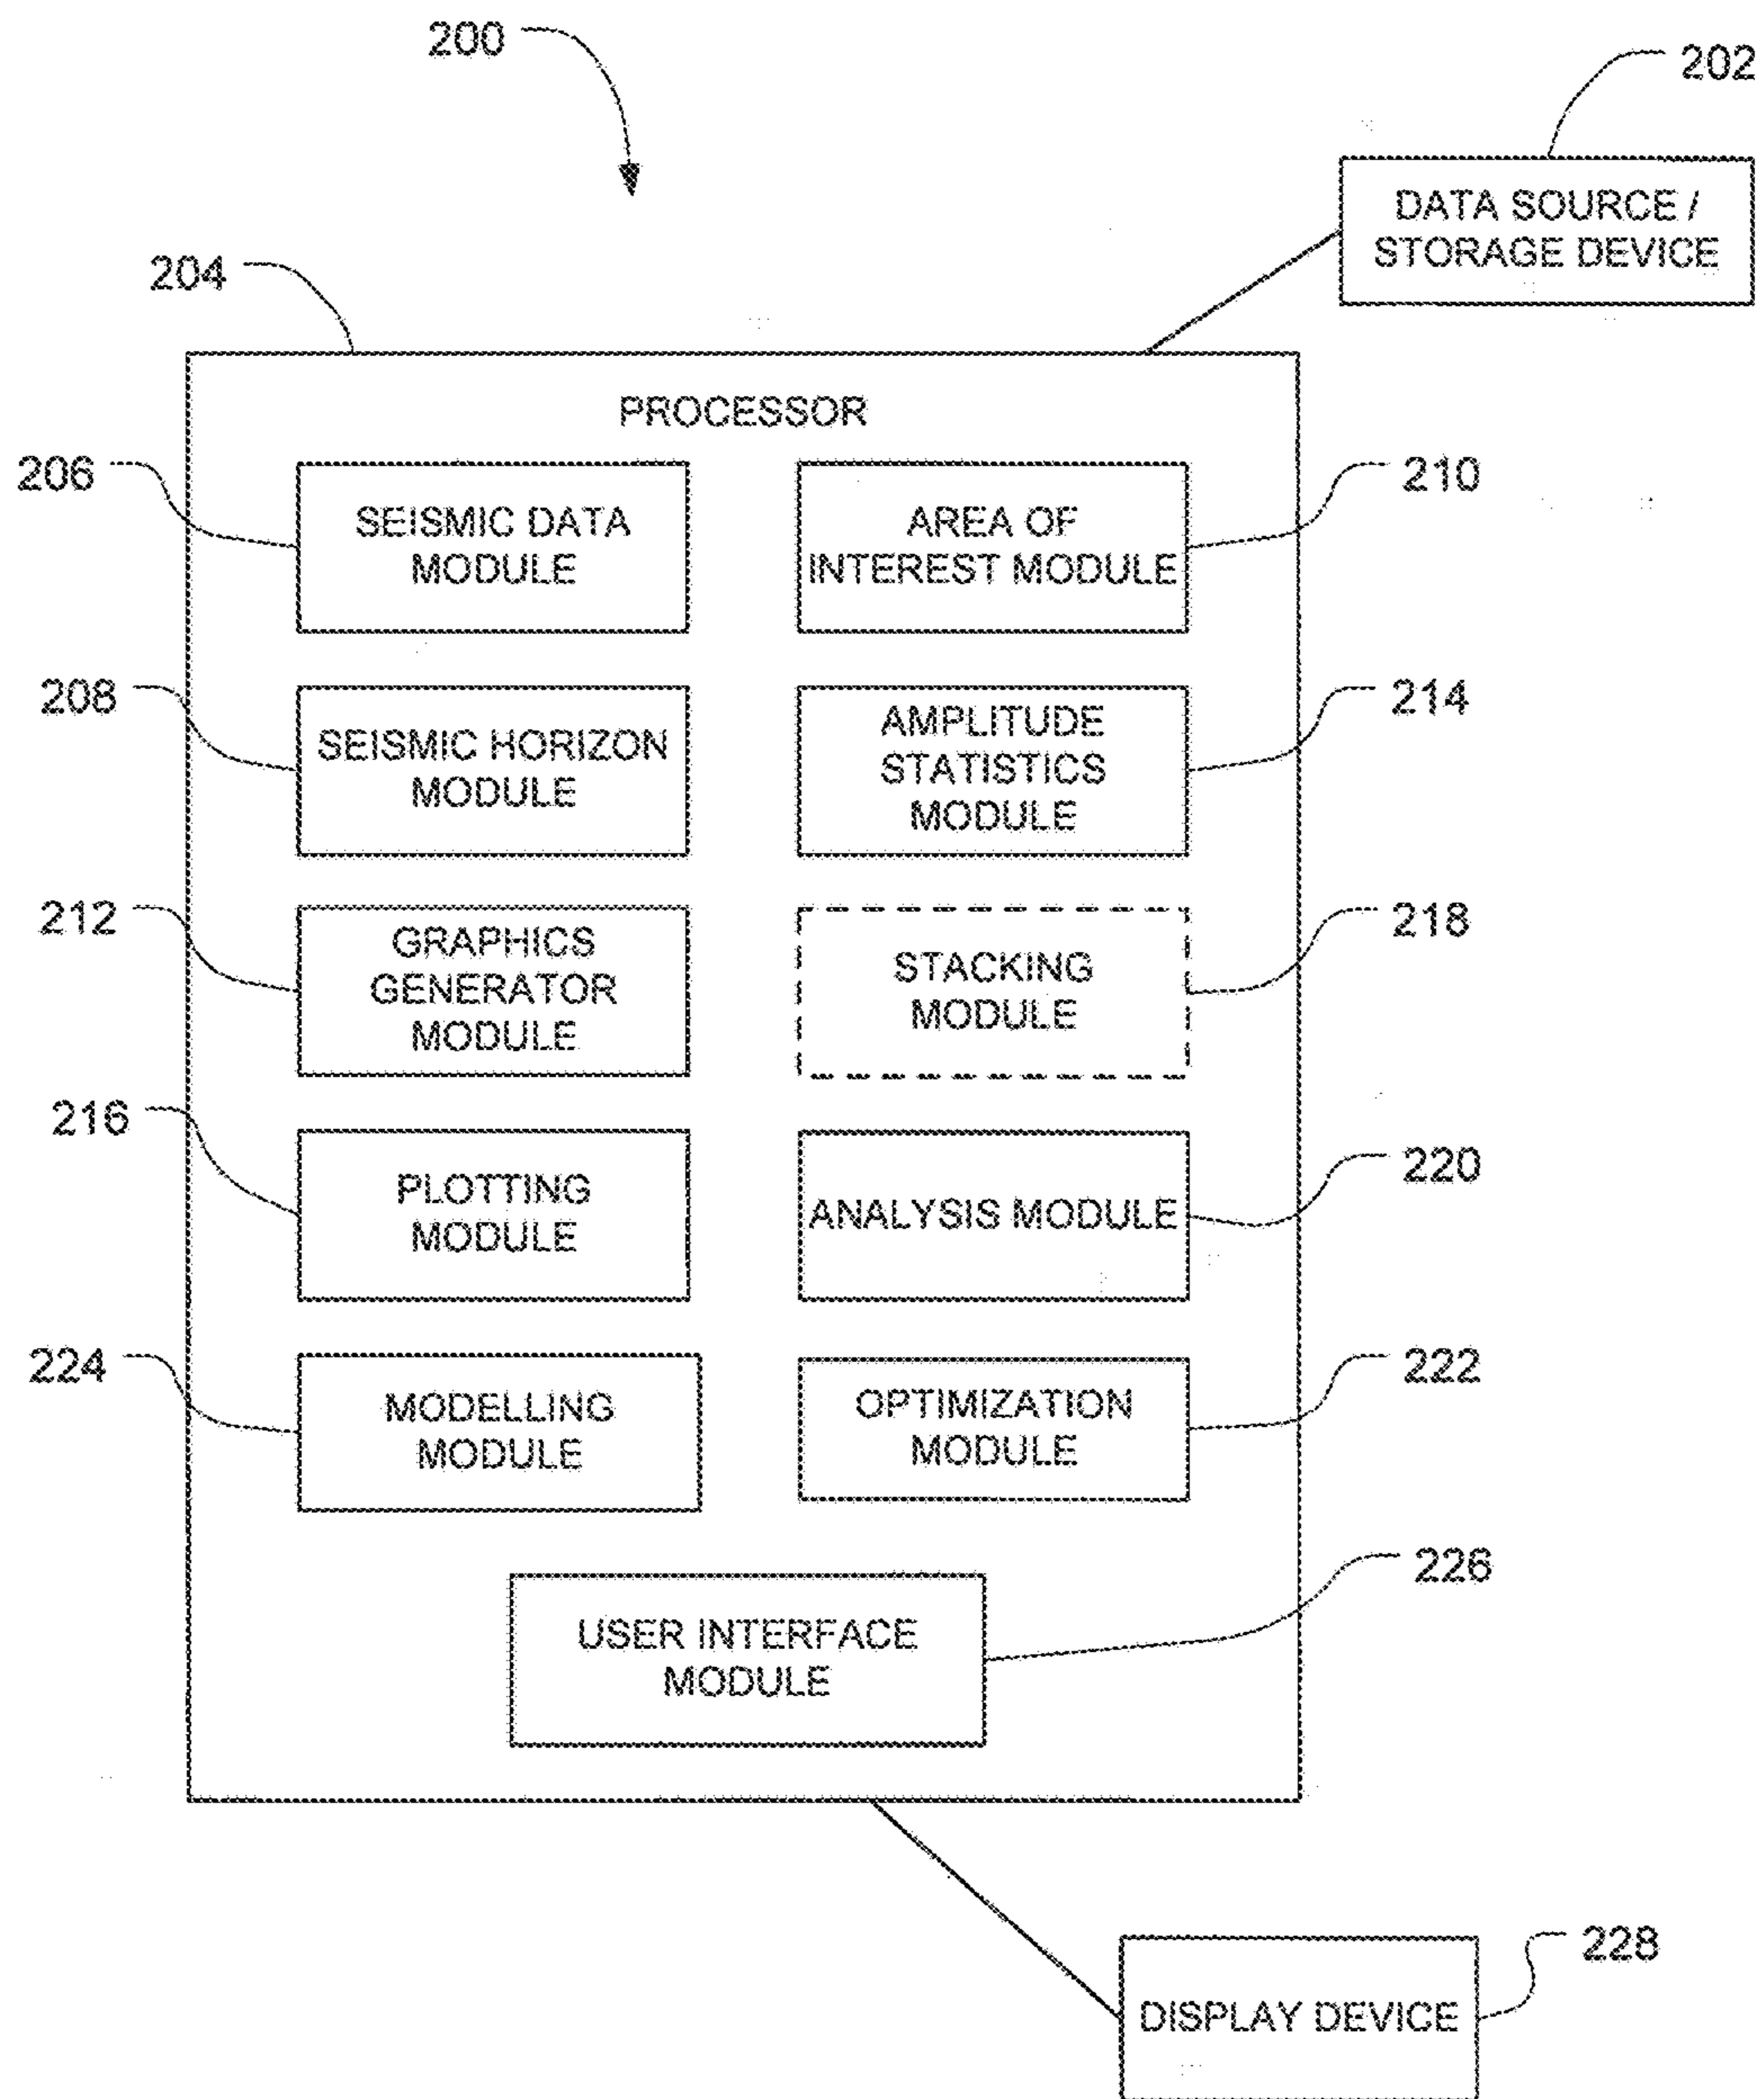 200
202
DATA SOURCE /
STORAGE DEVICE
204
PROCESSOR
206
SEISMIC DATA
MODULE
AREA OF
INTEREST MODULE
210
208
SEISMIC HORIZON
MODULE
AMPLITUDE
STATISTICS
MODULE
214
212
GRAPHICS
GENERATOR
MODULE
STACKING
MODULE
218
216
PLOTTING
MODULE
ANALYSIS MODULE
220
224
MODELLING
MODULE
OPTIMIZATION
MODULE
222
USER INTERFACE
MODULE
226
DISPLAY DEVICE
228